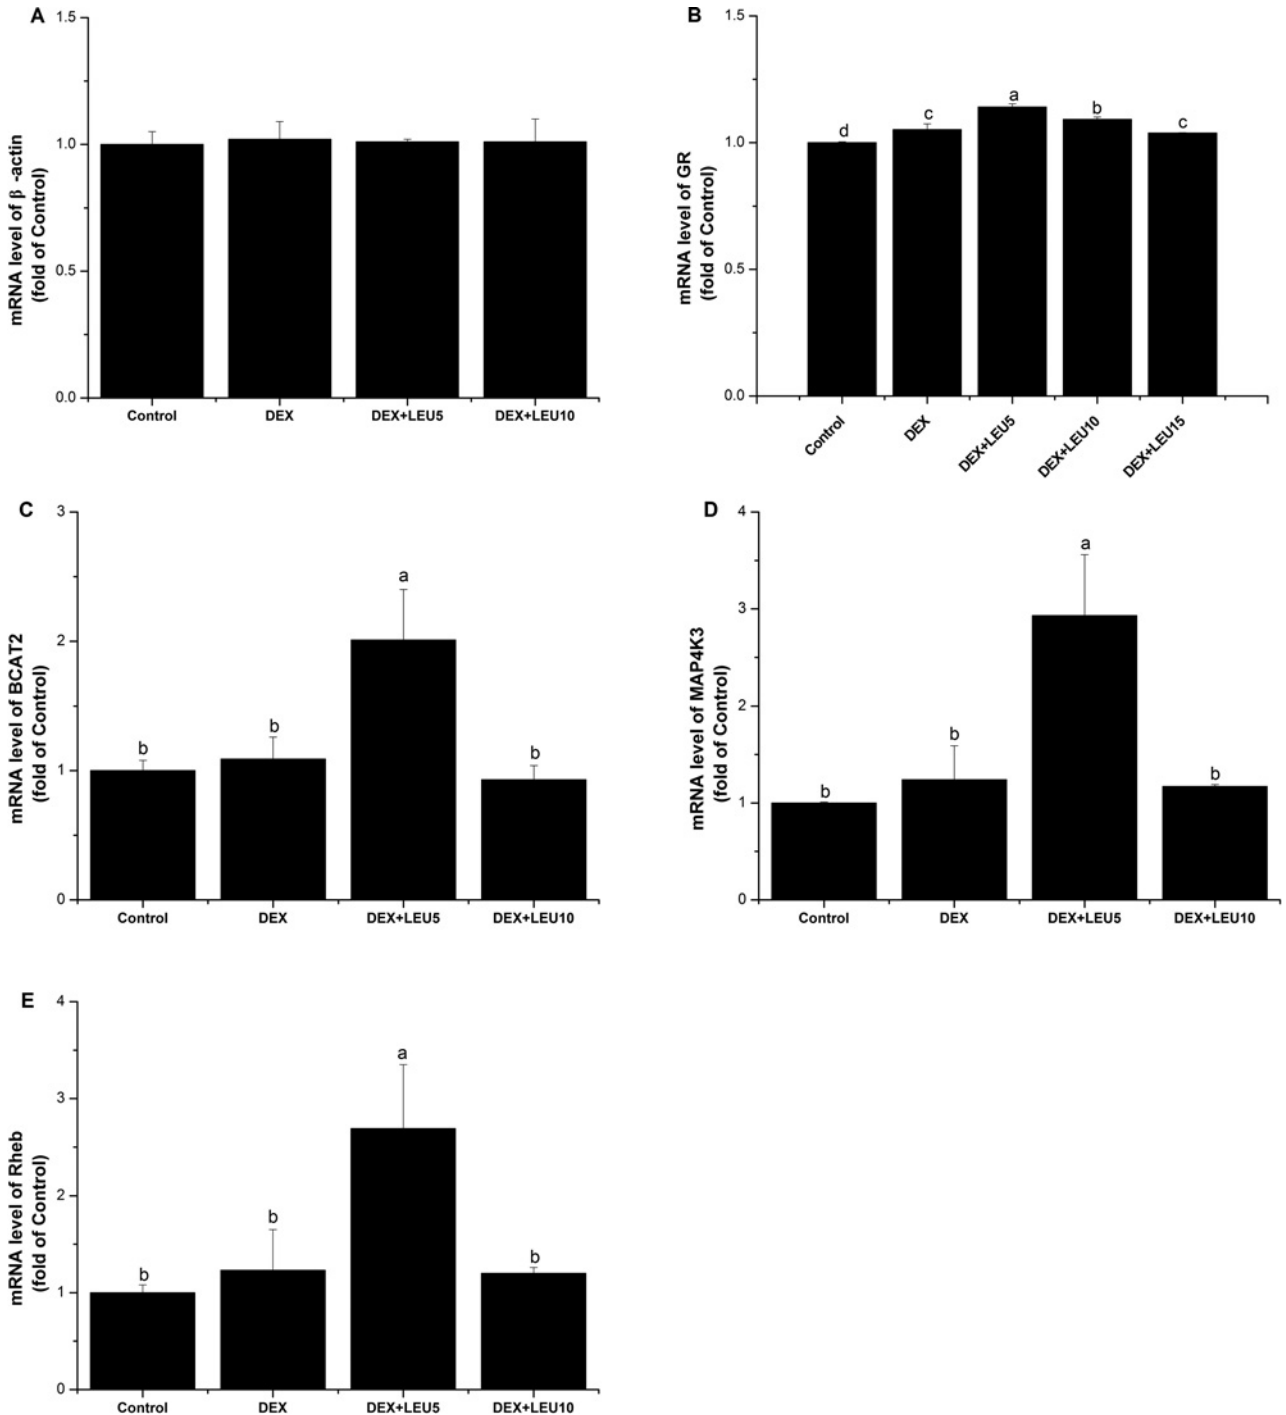 A
mRNA level of β -actin
(fold of Control)
1.5
1.0
0.5
0.0
Control DEX DEX+LEU5 DEX+LEU10
B
mRNA level of GR
(fold of Control)
1.5
1.0
0.5
0.0
d c a b c
Control DEX DEX+LEU5 DEX+LEU10 DEX+LEU15
C
mRNA level of BCAT2
(fold of Control)
3
2
1
0
b b a b
Control DEX DEX+LEU5 DEX+LEU10
D
mRNA level of MAP4K3
(fold of Control)
4
3
2
1
0
b b a b
Control DEX DEX+LEU5 DEX+LEU10
E
mRNA level of Rheb
(fold of Control)
4
3
2
1
0
b b a b
Control DEX DEX+LEU5 DEX+LEU10